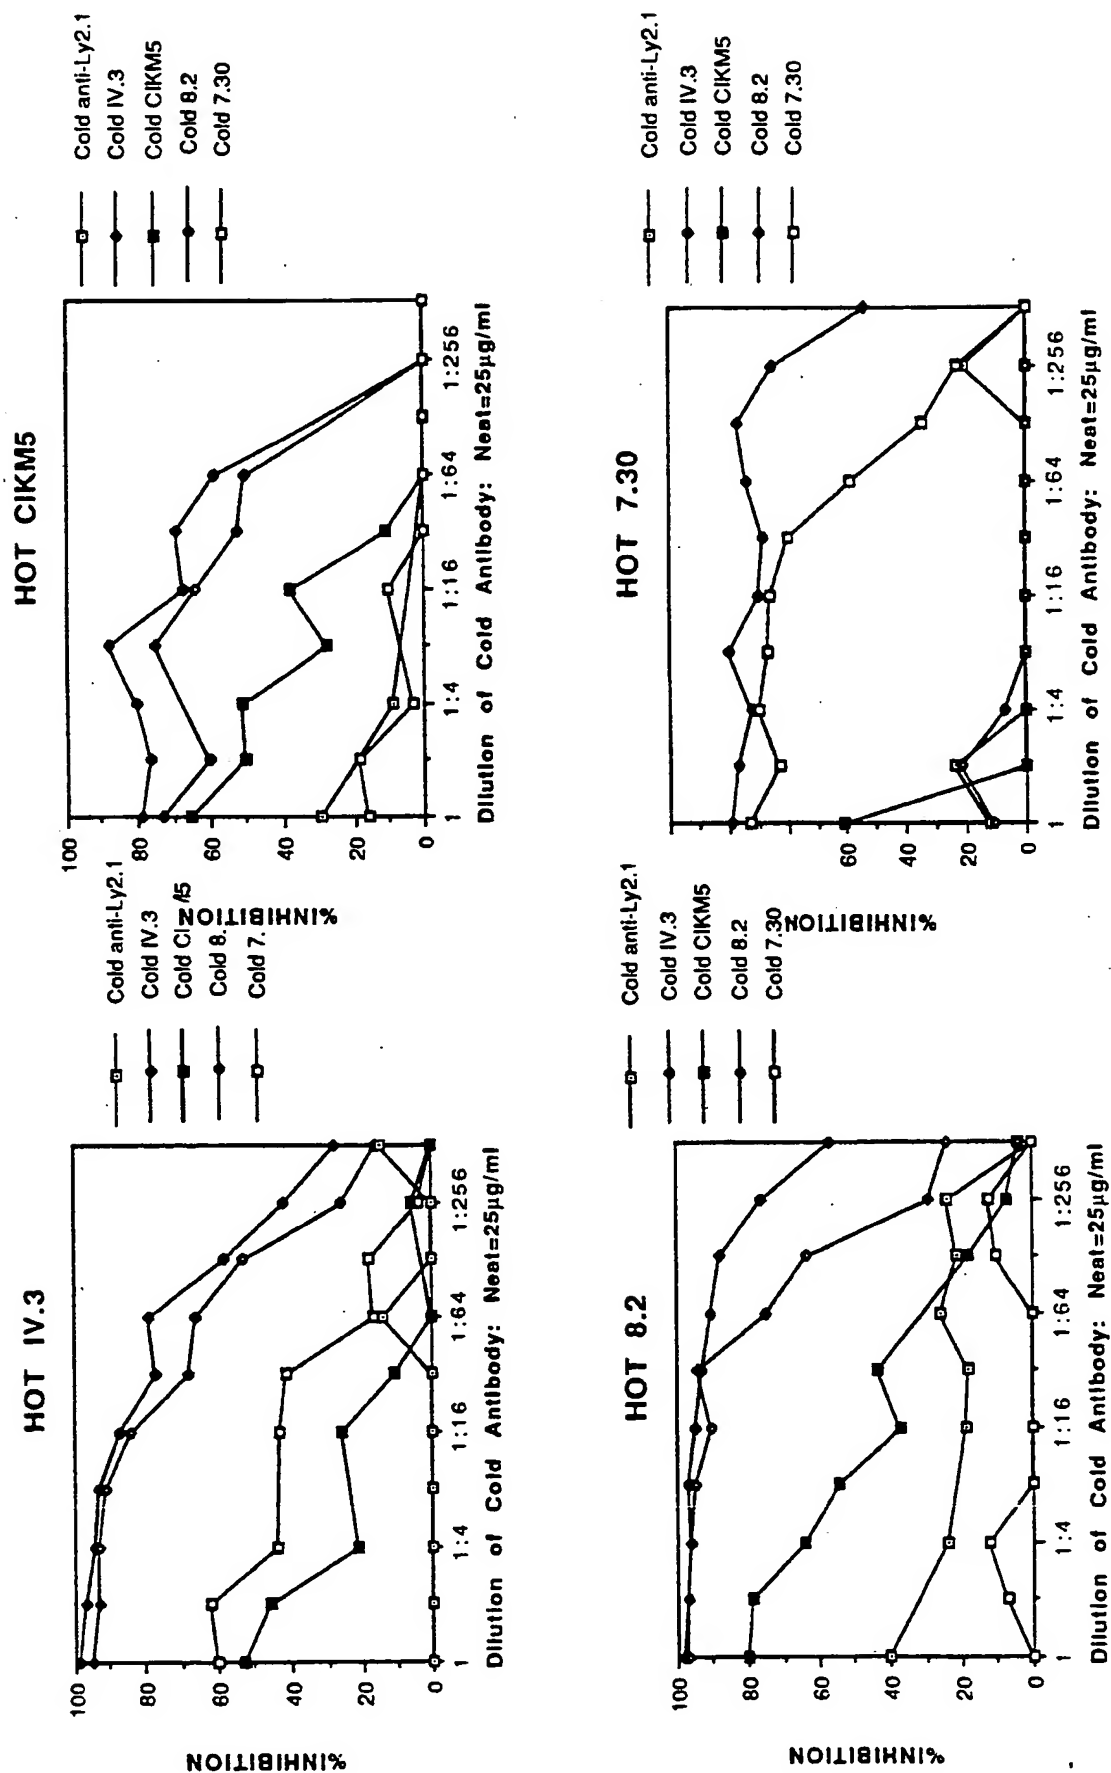 HOT IV.3
100
80
60
40
20
0
%INHIBITION
1
1:4
1:16
1:64
1:256
Dilution of Cold Antibody: Neat=25µg/ml
Cold anti-Ly2.1
Cold IV.3
Cold CI /I5
Cold 8.
Cold 7.
HOT CIKM5
100
80
60
40
20
0
%INHIBITION
1
1:4
1:16
1:64
1:256
Dilution of Cold Antibody: Neat=25µg/ml
Cold anti-Ly2.1
Cold IV.3
Cold CIKM5
Cold 8.2
Cold 7.30
HOT 8.2
100
80
60
40
20
0
%INHIBITION
1
1:4
1:16
1:64
1:256
Dilution of Cold Antibody: Neat=25µg/ml
Cold anti-Ly2.1
Cold IV.3
Cold CIKM5
Cold 8.2
Cold 7.30
HOT 7.30
60
40
20
0
%INHIBITION
1
1:4
1:16
1:64
1:256
Dilution of Cold Antibody: Neat=25µg/ml
Cold anti-Ly2.1
Cold IV.3
Cold CIKM5
Cold 8.2
Cold 7.30